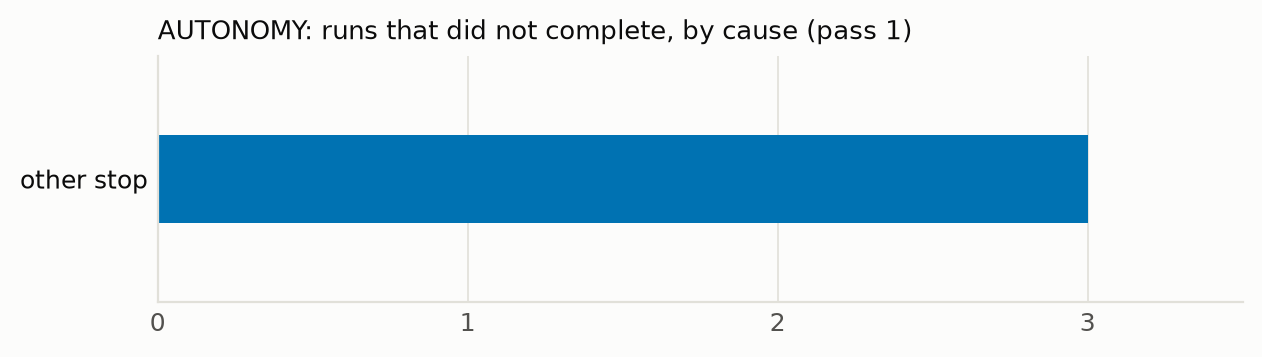 AUTONOMY: runs that did not complete, by cause (pass 1)
other stop
0 1 2 3